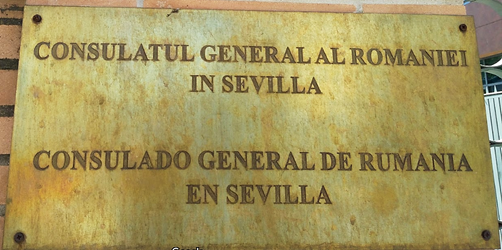 CONSULATUL GENERAL AL ROMANIEI
IN SEVILLA
CONSULADO GENERAL DE RUMANIA
EN SEVILLA